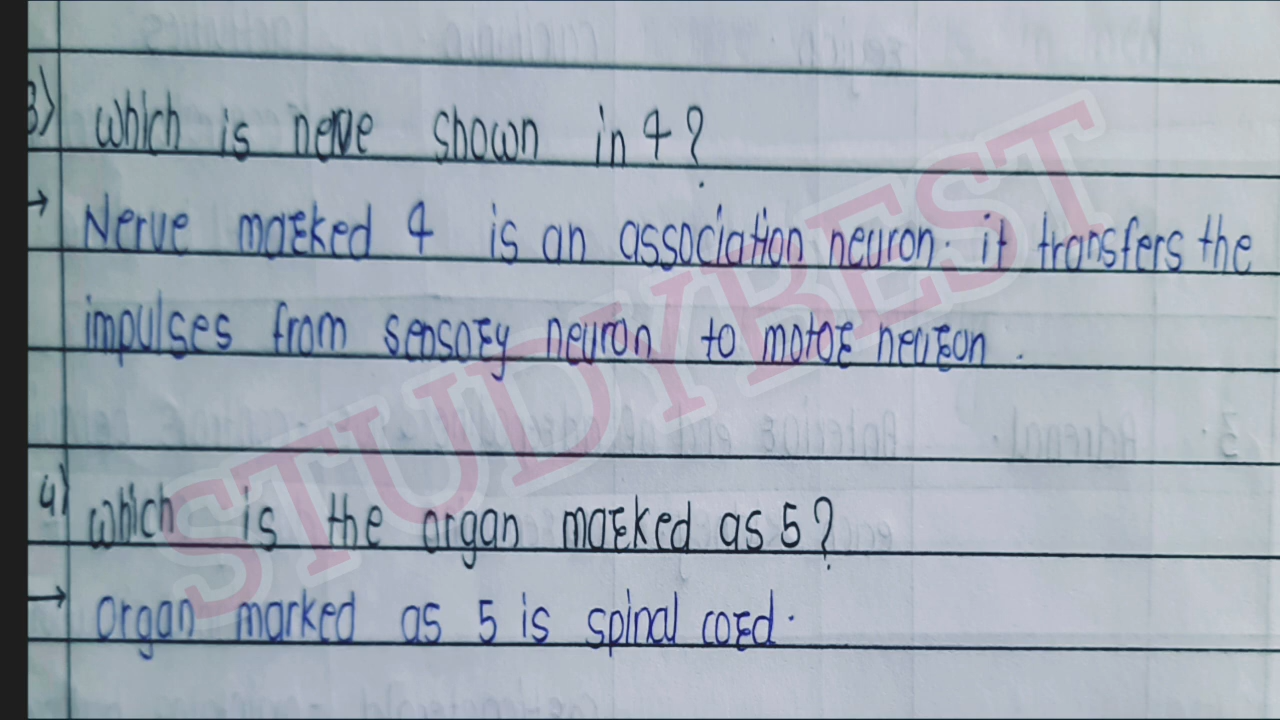 3) Which is nerve shown in 4?
→ Nerve marked 4 is an association neuron. it transfers the
impulses from sensory neuron to motor neuron.
4) which is the organ marked as 5?
→ organ marked as 5 is spinal cord.
STUDYBEST